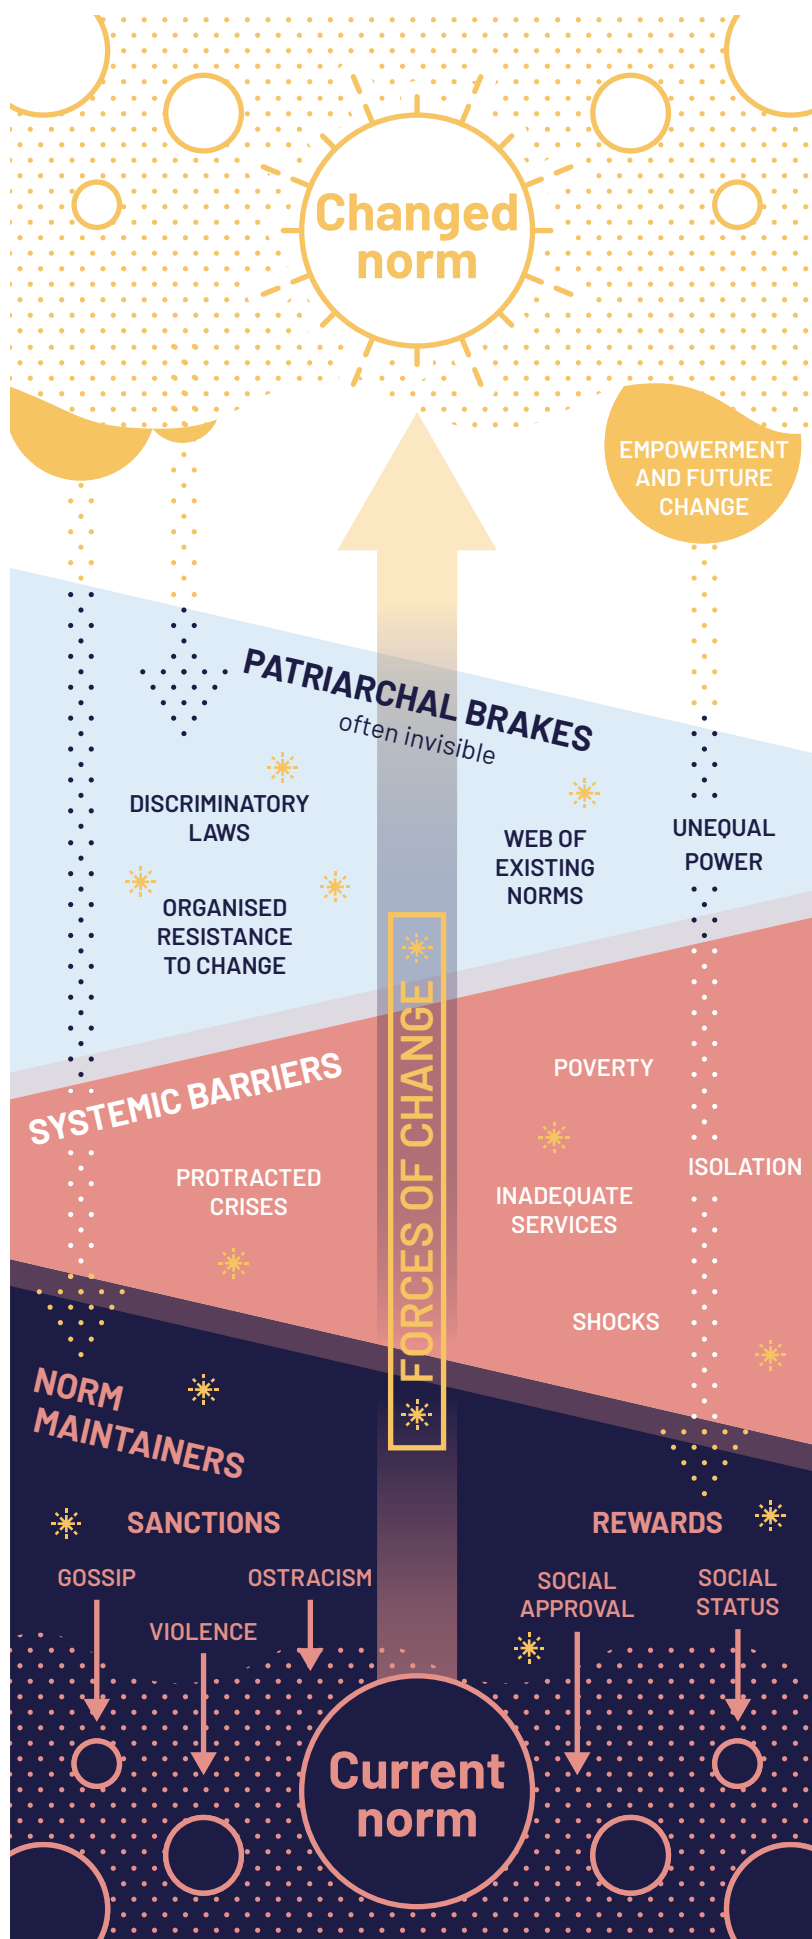 Changed
norm
EMPOWERMENT
AND FUTURE
CHANGE
PATRIARCHAL BRAKES
often invisible
DISCRIMINATORY
LAWS
WEB OF
EXISTING
NORMS
UNEQUAL
POWER
ORGANISED
RESISTANCE
TO CHANGE
FORCES OF CHANGE
SYSTEMIC BARRIERS
POVERTY
PROTRACTED
CRISES
ISOLATION
INADEQUATE
SERVICES
SHOCKS
NORM
MAINTAINERS
SANCTIONS
REWARDS
GOSSIP
OSTRACISM
VIOLENCE
SOCIAL
APPROVAL
SOCIAL
STATUS
Current
norm